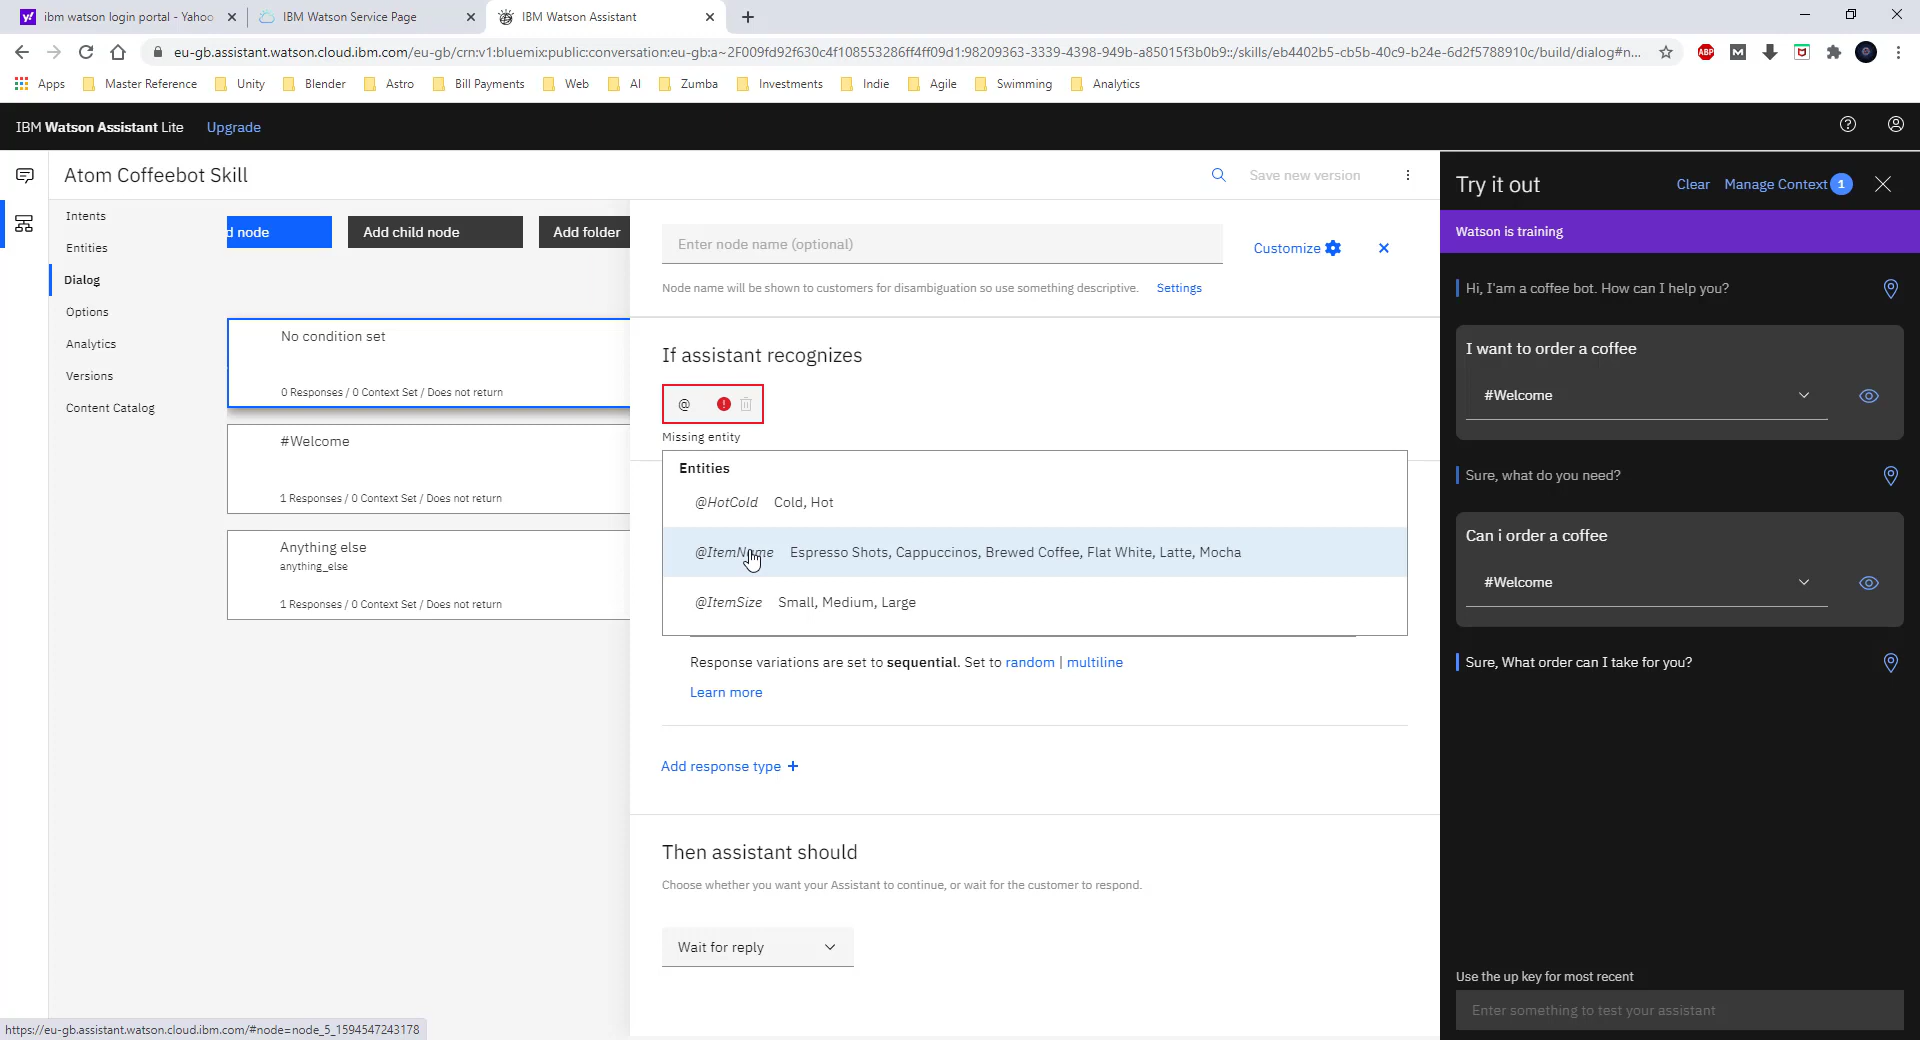 ibm watson login portal - Yahoo
IBM Watson Service Page
IBM Watson Assistant
eu-gb.assistant.watson.cloud.ibm.com/eu-gb/crn:v1:bluemix:public:conversation:eu-gb:a~2F009fd92f630c4f108553286ff4ff09d1:98209363-3339-4398-949b-a85015f3b0b9::/skills/eb4402b5-cb5b-40c9-b24e-6d2f5788910c/build/dialog#n...
ABP
M
Apps
Master Reference
Unity
Blender
Astro
Bill Payments
Web
AI
Zumba
Investments
Indie
Agile
Swimming
Analytics
IBM Watson Assistant Lite
Upgrade
Atom Coffeebot Skill
Save new version
Intents
Entities
Dialog
Options
Analytics
Versions
Content Catalog
d node
Add child node
Add folder
No condition set
0 Responses / 0 Context Set / Does not return
#Welcome
1 Responses / 0 Context Set / Does not return
Anything else
anything_else
1 Responses / 0 Context Set / Does not return
Enter node name (optional)
Customize
Node name will be shown to customers for disambiguation so use something descriptive. Settings
If assistant recognizes
@
Missing entity
Entities
@HotCold Cold, Hot
@ItemName Espresso Shots, Cappuccinos, Brewed Coffee, Flat White, Latte, Mocha
@ItemSize Small, Medium, Large
Response variations are set to sequential. Set to random | multiline
Learn more
Add response type +
Then assistant should
Choose whether you want your Assistant to continue, or wait for the customer to respond.
Wait for reply
Try it out
Clear
Manage Context 1
Watson is training
Hi, I'am a coffee bot. How can I help you?
I want to order a coffee
#Welcome
Sure, what do you need?
Can i order a coffee
#Welcome
Sure, What order can I take for you?
Use the up key for most recent
Enter something to test your assistant
https://eu-gb.assistant.watson.cloud.ibm.com/#node=node_5_1594547243178